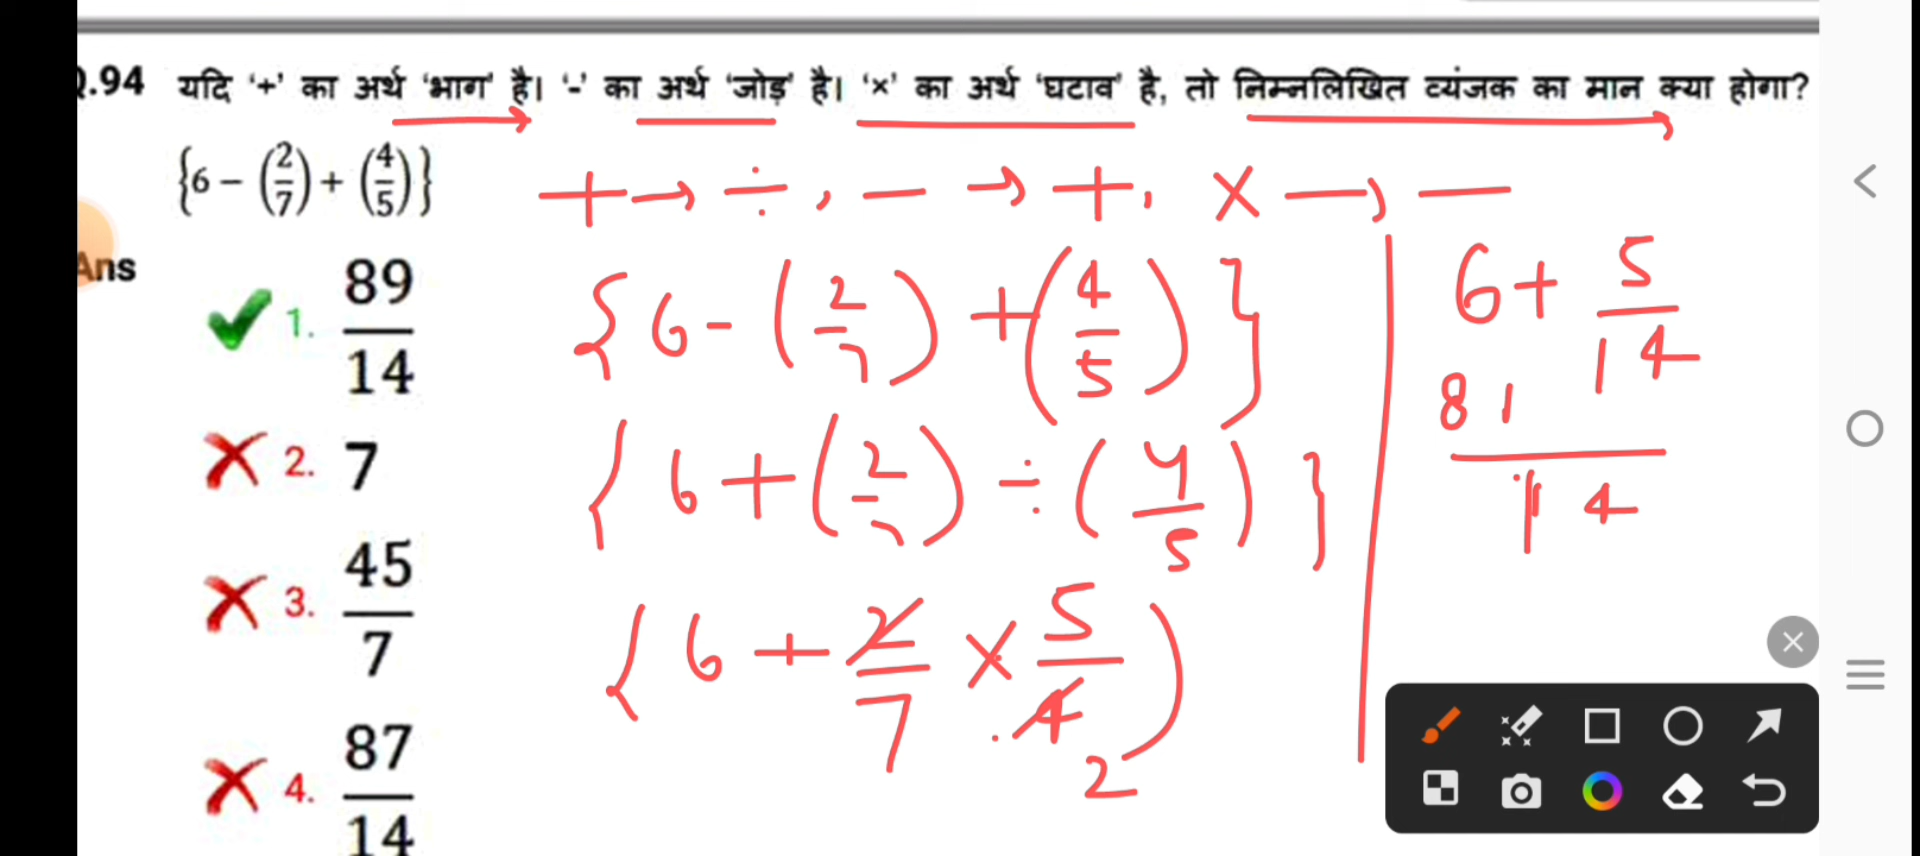 Q.94 यदि '+' का अर्थ 'भाग' है। '-' का अर्थ 'जोड़' है। '×' का अर्थ 'घटाव' है, तो निम्नलिखित व्यंजक का मान क्या होगा?
{6 − (2/7) + (4/5)}
+ → ÷, − → +, × → −
Ans
1. 89/14
2. 7
3. 45/7
4. 87/14
{6 - (2/7) + (4/5)}
{6 + (2/7) ÷ (4/5)}
{6 + 2/7 × 5/4 )
2
6 + 5/14
81/14